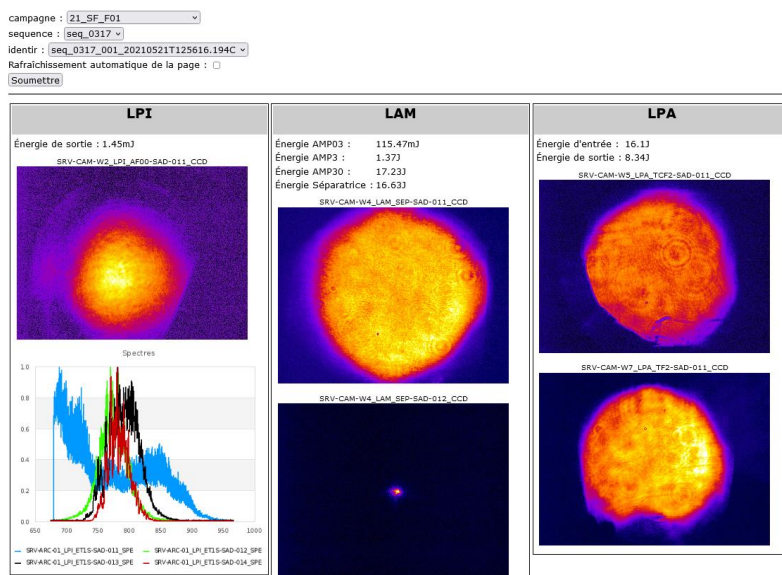 campagne : 21_SF_F01
sequence : seq_0317
identir : seq_0317_001_20210521T125616.194C
Rafraîchissement automatique de la page :
Soumettre
LPI
Énergie de sortie : 1.45mJ
SRV-CAM-W2_LPI_AF00-SAD-011_CCD
Spectres
1.0
0.8
0.6
0.4
0.2
0.0
650 700 750 800 850 900 950 1000
SRV-ARC-01_LPI_ET1S-SAD-011_SPE SRV-ARC-01_LPI_ET1S-SAD-012_SPE
SRV-ARC-01_LPI_ET1S-SAD-013_SPE SRV-ARC-01_LPI_ET1S-SAD-014_SPE
LAM
Énergie AMP03 : 115.47mJ
Énergie AMP3 : 1.37J
Énergie AMP30 : 17.23J
Énergie Séparatrice : 16.63J
SRV-CAM-W4_LAM_SEP-SAD-011_CCD
SRV-CAM-W4_LAM_SEP-SAD-012_CCD
LPA
Énergie d'entrée : 16.1J
Énergie de sortie : 8.34J
SRV-CAM-W5_LPA_TCF2-SAD-011_CCD
SRV-CAM-W7_LPA_TF2-SAD-011_CCD